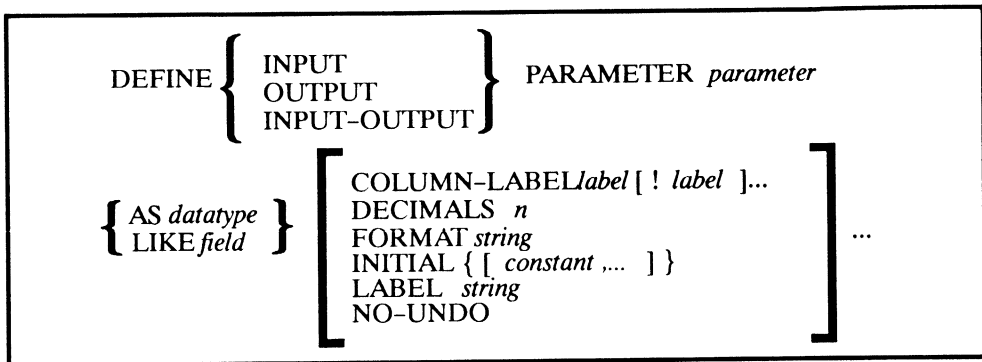 DEFINE { INPUT
OUTPUT
INPUT-OUTPUT } PARAMETER parameter
{ AS datatype
LIKE field }
[ COLUMN-LABELlabel [ ! label ]...
DECIMALS n
FORMAT string
INITIAL { [ constant ,... ] }
LABEL string
NO-UNDO ] ...